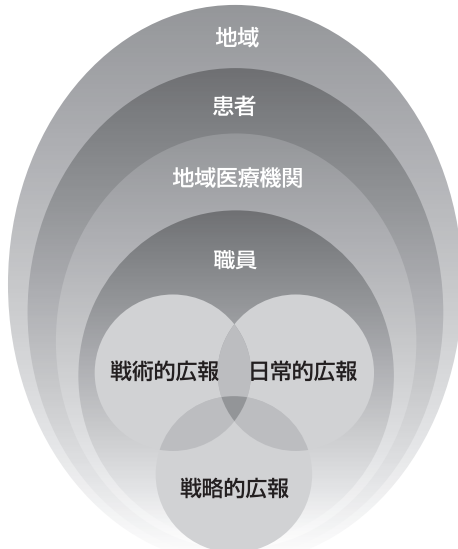 地域
患者
地域医療機関
職員
戦術的広報
日常的広報
戦略的広報